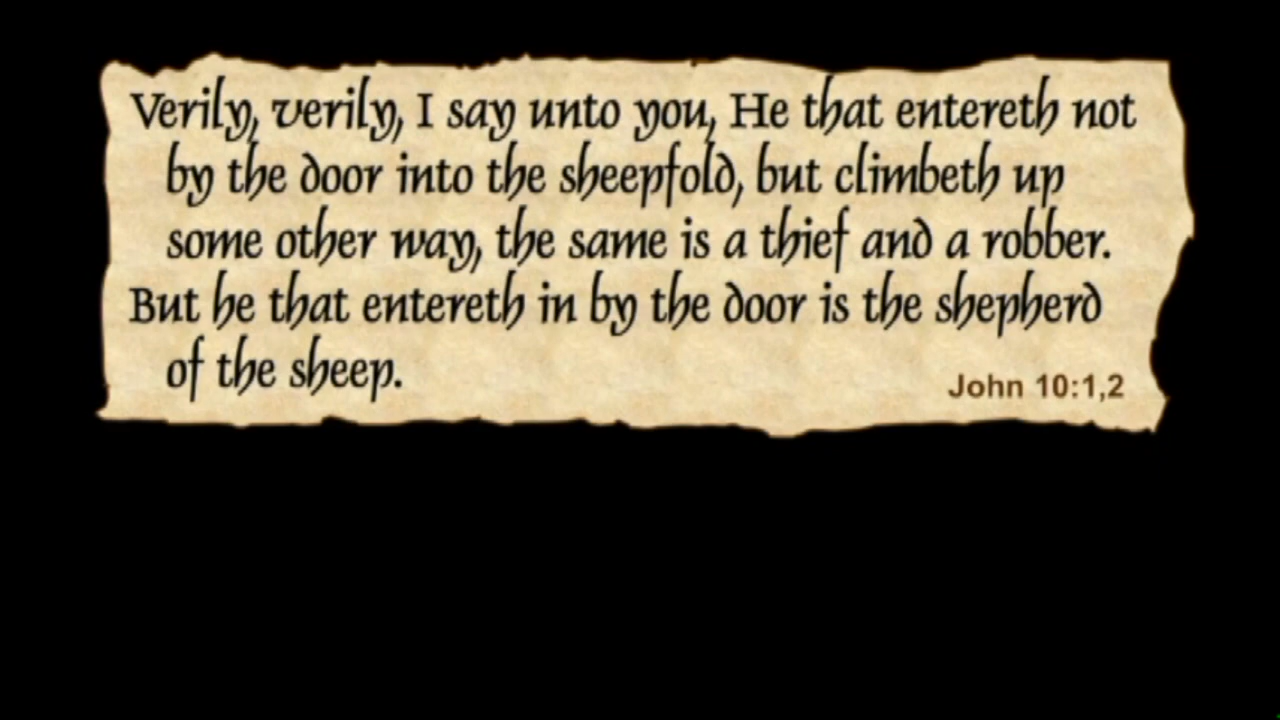 Verily, verily, I say unto you, He that entereth not
by the door into the sheepfold, but climbeth up
some other way, the same is a thief and a robber.
But he that entereth in by the door is the shepherd
of the sheep.
John 10:1,2